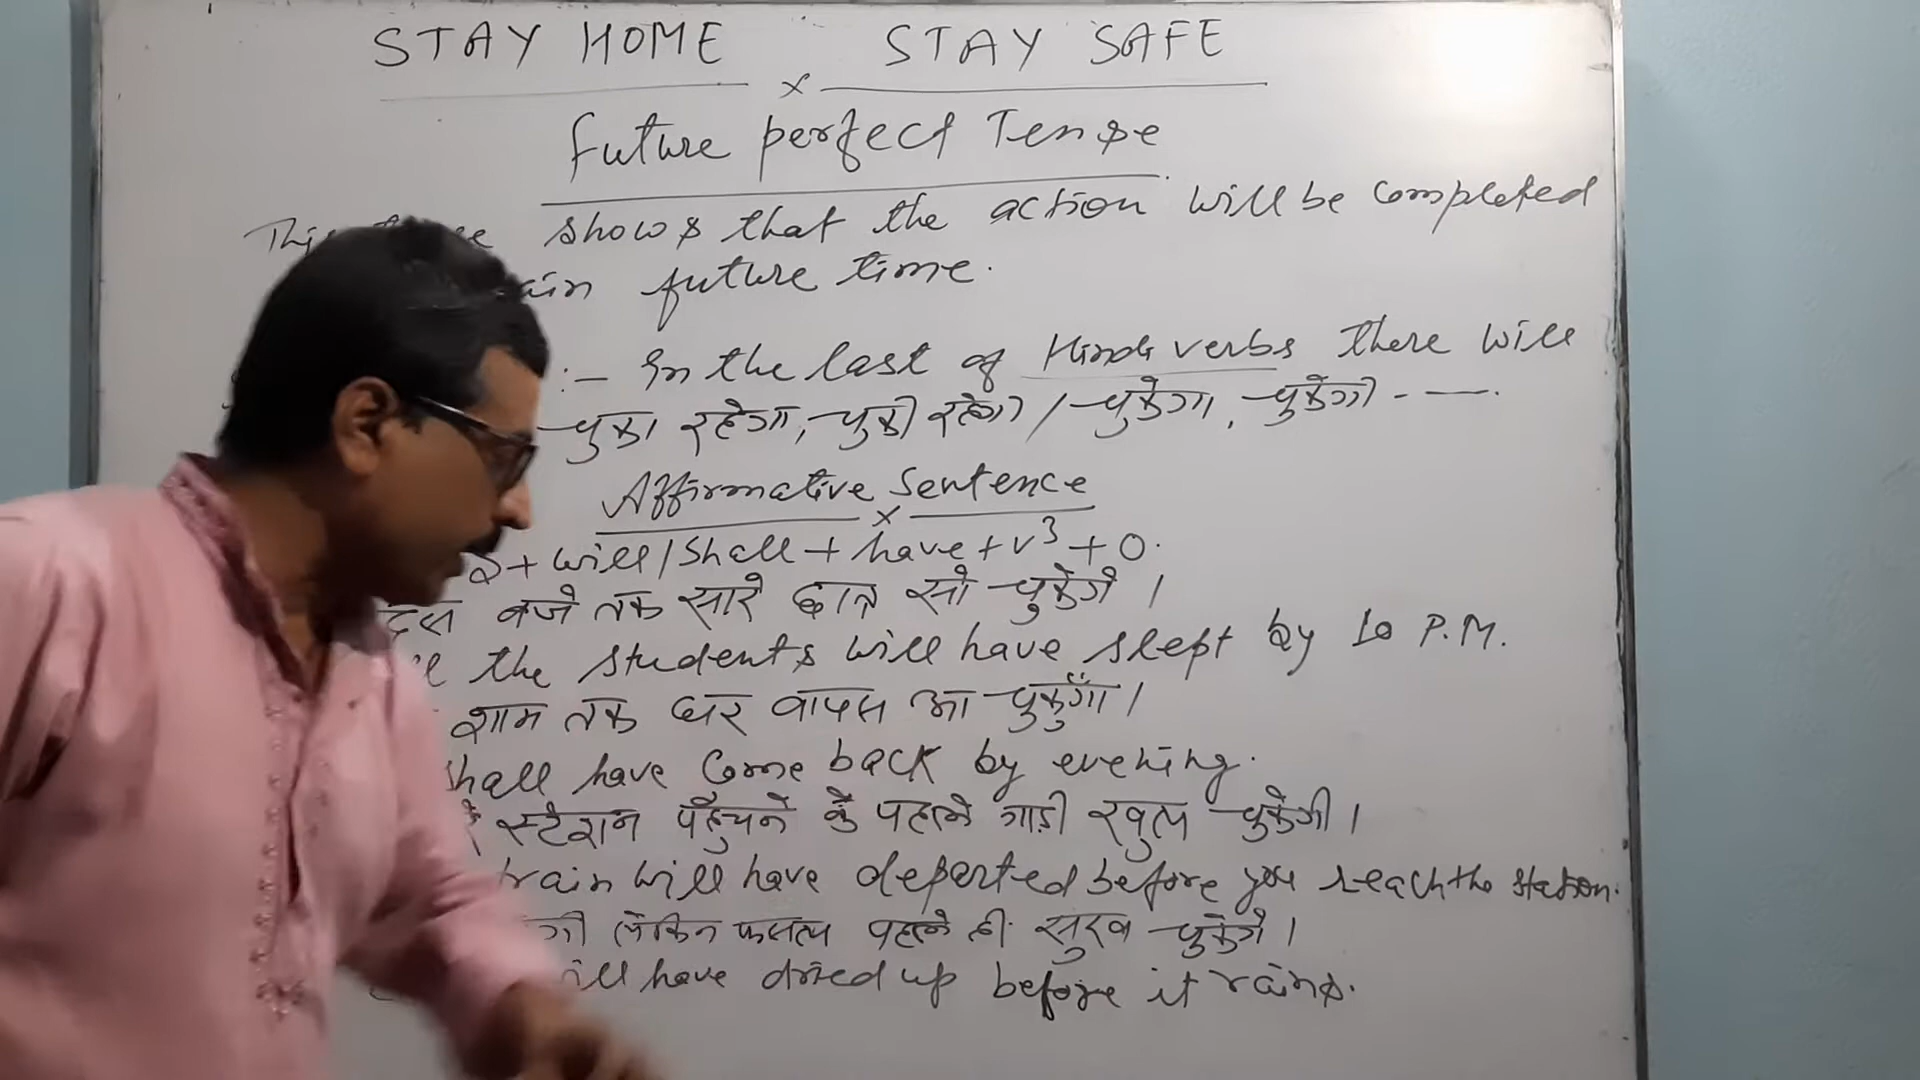 STAY HOME STAY SAFE
Future perfect Tense
This shows that the action will be completed
future time.
:- In the last of Hindi verbs there will
चुका रहेगा, चुकी रहेगी / चुकेगा, चुकेगी - —.
Affirmative Sentence
S + will/shall + have + v3 + O.
दस बजे तक सारे छात्र सो चुकेंगे ।
the students will have slept by 10 P.M.
शाम तक घर वापस आ चुकुँगा ।
shall have come back by evening.
स्टेशन पहुँचने के पहले गाड़ी खुल चुकेगी ।
train will have departed before you reach the station.
लेकिन फसल पहले ही सुख चुकेंगे ।
will have dried up before it rains.